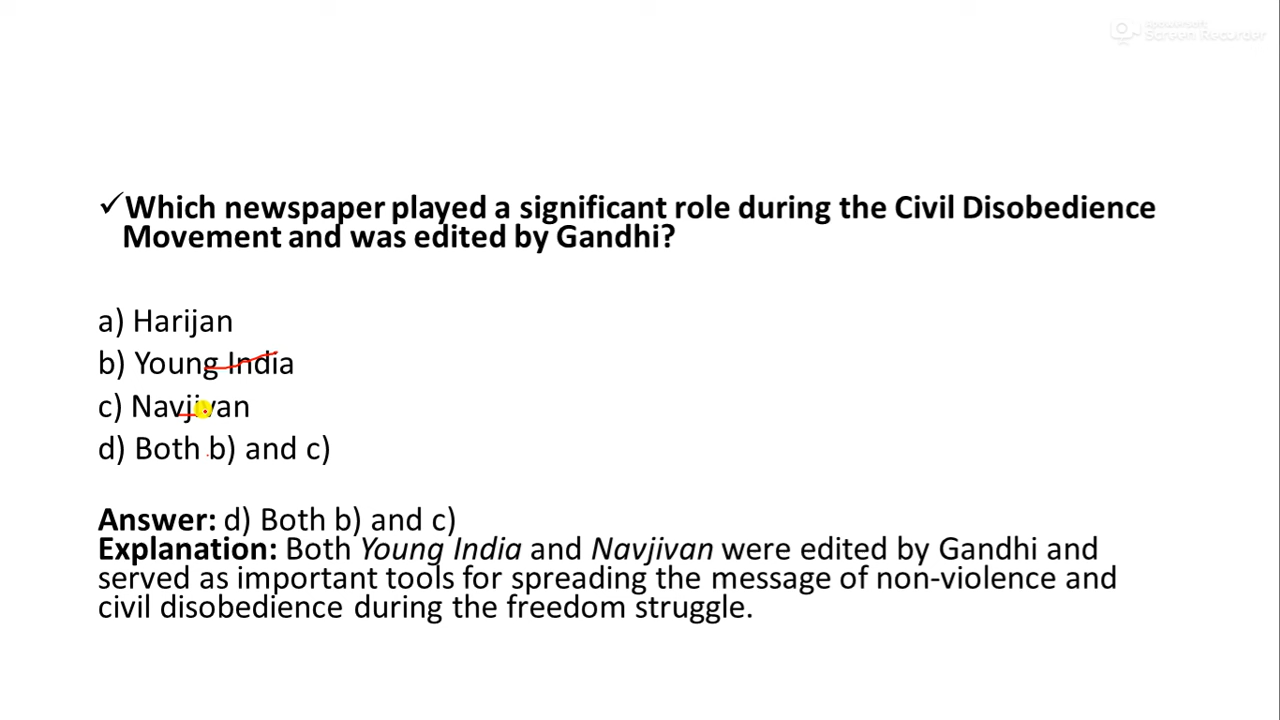 Screen Recorder
✓Which newspaper played a significant role during the Civil Disobedience
Movement and was edited by Gandhi?
a) Harijan
b) Young India
c) Navjivan
d) Both b) and c)
Answer: d) Both b) and c)
Explanation: Both Young India and Navjivan were edited by Gandhi and
served as important tools for spreading the message of non-violence and
civil disobedience during the freedom struggle.